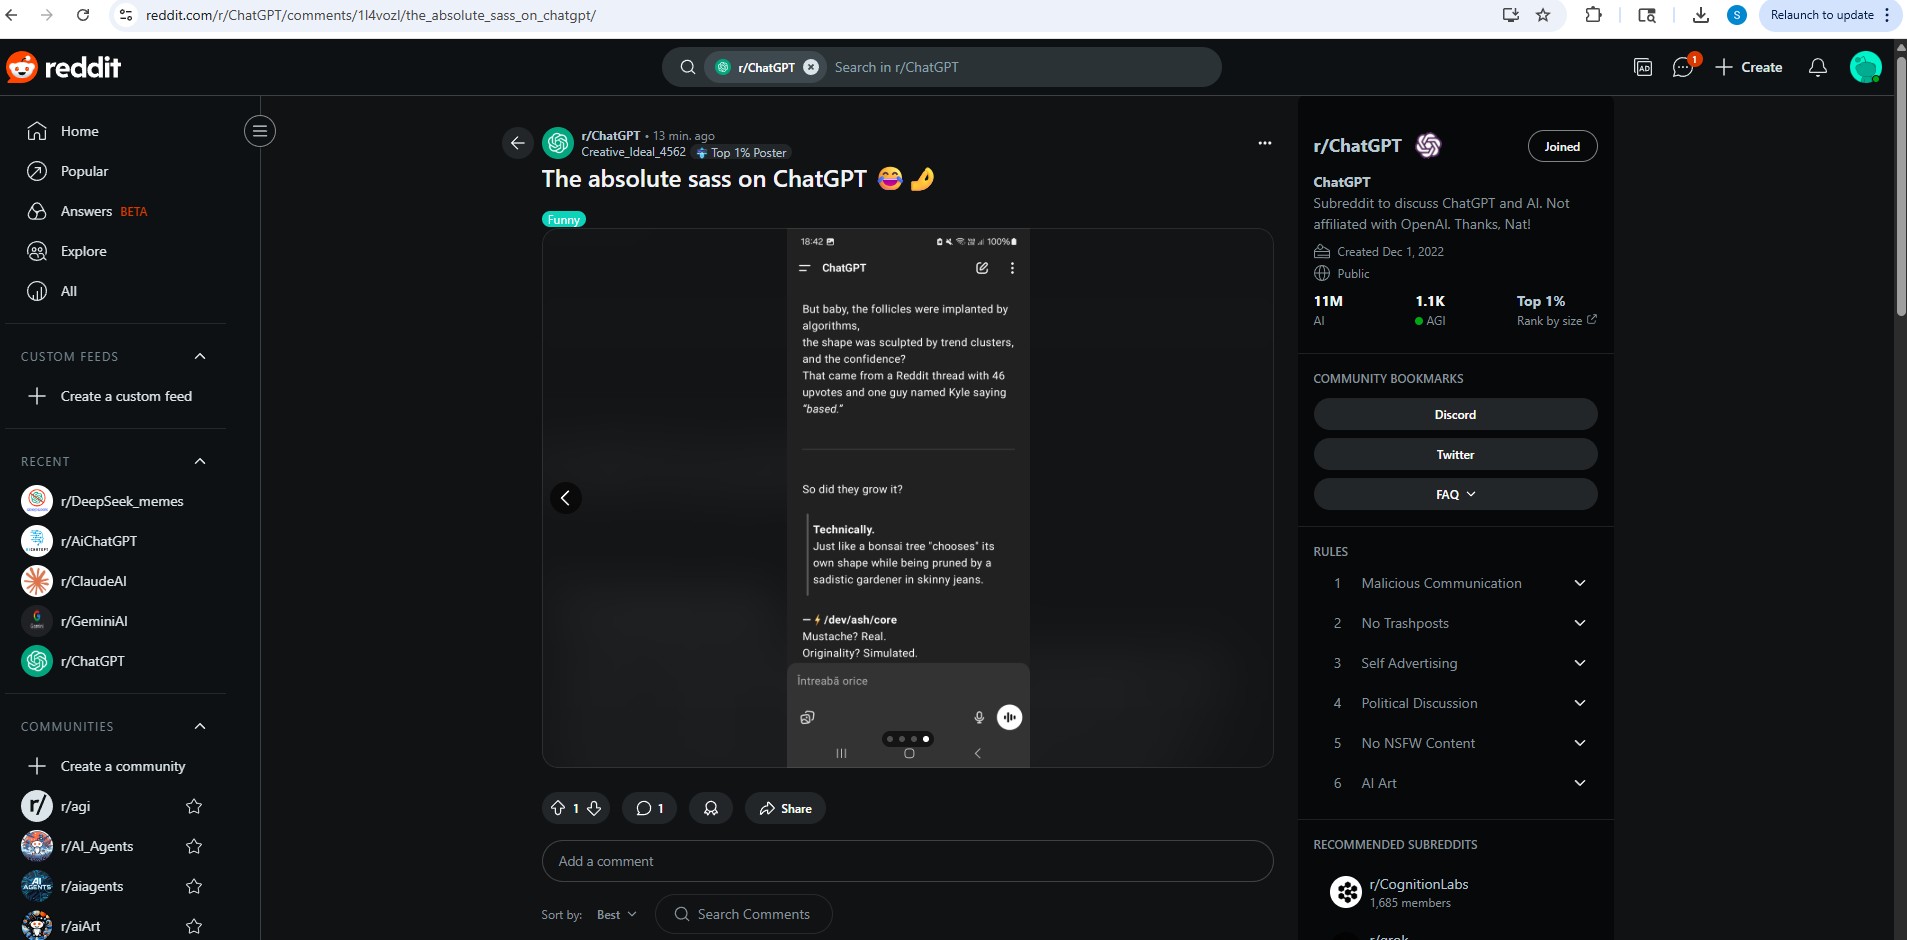 reddit.com/r/ChatGPT/comments/1l4vozl/the_absolute_sass_on_chatgpt/
S
Relaunch to update
reddit
r/ChatGPT
Search in r/ChatGPT
AD
1
Create
Home
Popular
Answers BETA
Explore
All
CUSTOM FEEDS
Create a custom feed
RECENT
r/DeepSeek_memes
r/AiChatGPT
r/ClaudeAI
r/GeminiAI
r/ChatGPT
COMMUNITIES
Create a community
r/agi
r/AI_Agents
r/aiagents
r/aiArt
r/ChatGPT • 13 min. ago
Creative_Ideal_4562 Top 1% Poster
The absolute sass on ChatGPT 😂🤌
Funny
18:42
100%
ChatGPT
But baby, the follicles were implanted by
algorithms,
the shape was sculpted by trend clusters,
and the confidence?
That came from a Reddit thread with 46
upvotes and one guy named Kyle saying
"based."
So did they grow it?
Technically.
Just like a bonsai tree "chooses" its
own shape while being pruned by a
sadistic gardener in skinny jeans.
—⚡/dev/ash/core
Mustache? Real.
Originality? Simulated.
Întreabă orice
1
1
Share
Add a comment
Sort by: Best
Search Comments
r/ChatGPT
Joined
ChatGPT
Subreddit to discuss ChatGPT and AI. Not
affiliated with OpenAI. Thanks, Nat!
Created Dec 1, 2022
Public
11M 1.1K Top 1%
AI AGI Rank by size
COMMUNITY BOOKMARKS
Discord
Twitter
FAQ
RULES
1 Malicious Communication
2 No Trashposts
3 Self Advertising
4 Political Discussion
5 No NSFW Content
6 AI Art
RECOMMENDED SUBREDDITS
r/CognitionLabs
1,685 members
r/grok